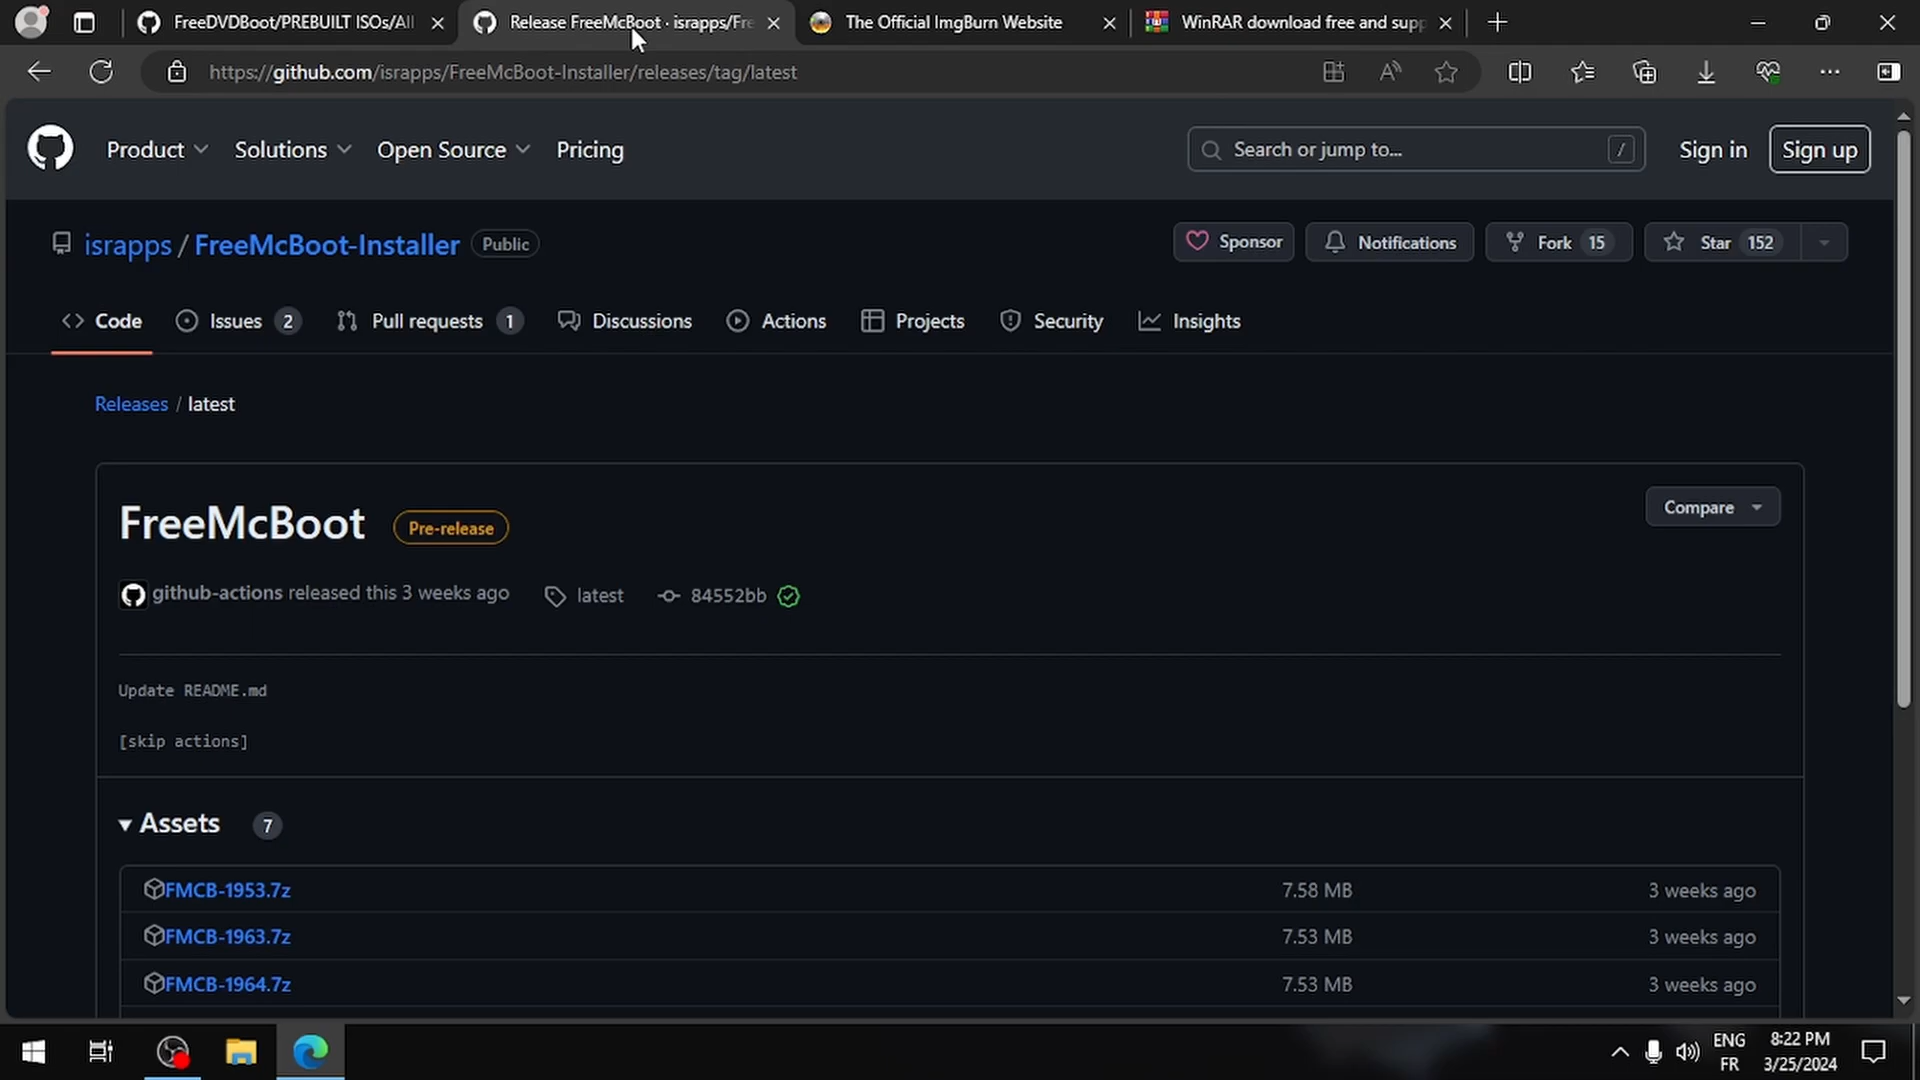 FreeDVDBoot/PREBUILT ISOs/All
Release FreeMcBoot · israpps/Fre
The Official ImgBurn Website
WinRAR download free and supp
https://github.com/israpps/FreeMcBoot-Installer/releases/tag/latest
Product
Solutions
Open Source
Pricing
Search or jump to...
/
Sign in
Sign up
israpps / FreeMcBoot-Installer
Public
Sponsor
Notifications
Fork 15
Star 152
Code
Issues 2
Pull requests 1
Discussions
Actions
Projects
Security
Insights
Releases / latest
FreeMcBoot
Pre-release
Compare
github-actions released this 3 weeks ago
latest
84552bb
Update README.md
[skip actions]
Assets 7
FMCB-1953.7z 7.58 MB 3 weeks ago
FMCB-1963.7z 7.53 MB 3 weeks ago
FMCB-1964.7z 7.53 MB 3 weeks ago
ENG
FR
8:22 PM
3/25/2024